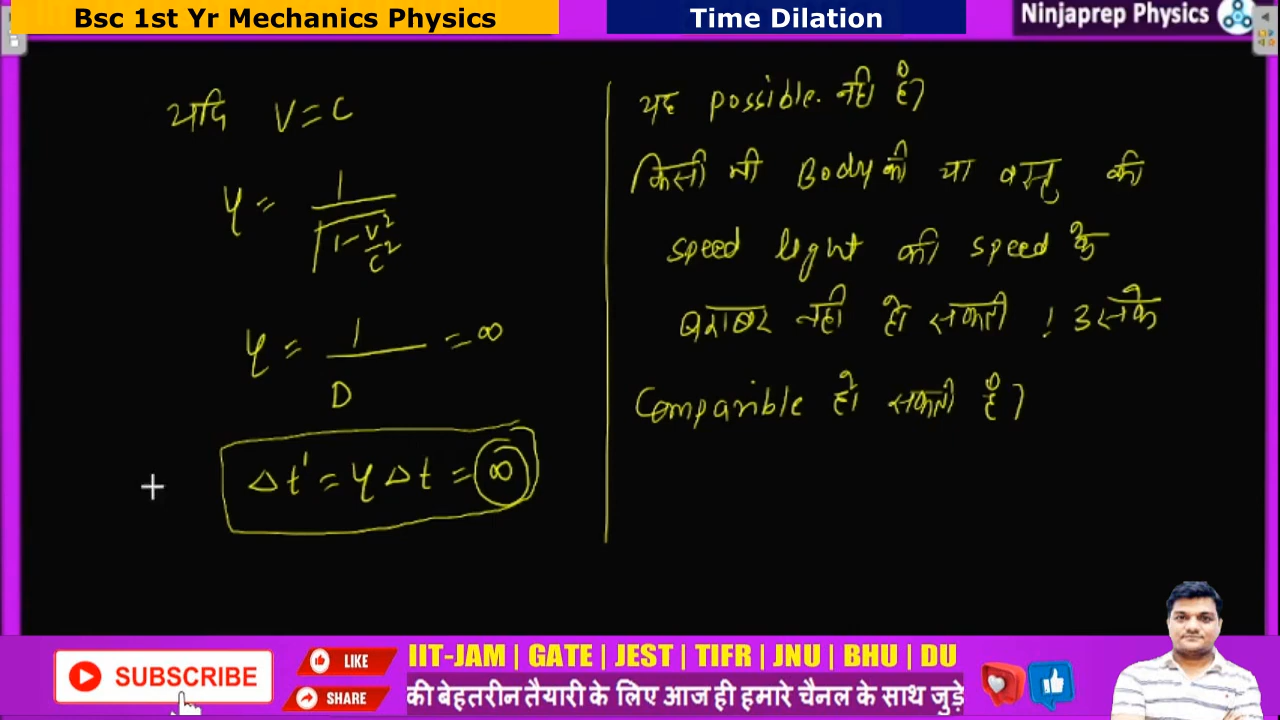 Bsc 1st Yr Mechanics Physics
Time Dilation
Ninjaprep Physics
यदि V=C
γ = 1/√(1-v²/c²)
γ = 1/0 = ∞
Δt' = γ Δt = ∞
यह possible. नही है।
किसी भी Body की या वस्तु की
speed light की speed के
बराबर नही हो सकती ! उसके
Comparible हो सकती है।
SUBSCRIBE
LIKE
SHARE
IIT-JAM | GATE | JEST | TIFR | JNU | BHU | DU
की बेहतरीन तैयारी के लिए आज ही हमारे चैनल के साथ जुड़े